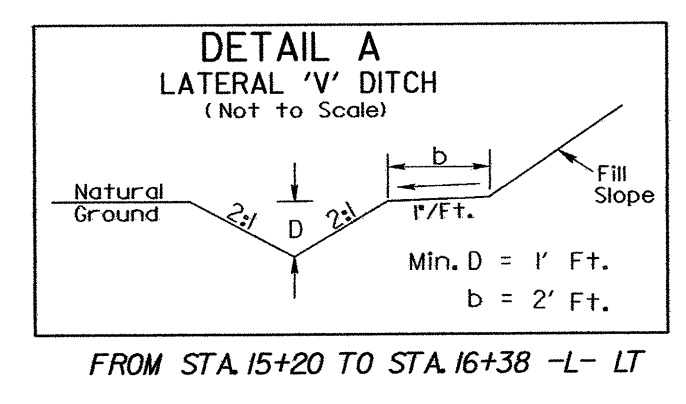 DETAIL A
LATERAL 'V' DITCH
(Not to Scale)
b
Natural
Ground
2:1
D
2:1
1"/Ft.
Fill
Slope
Min. D = 1' Ft.
b = 2' Ft.
FROM STA. 15+20 TO STA. 16+38 -L- LT